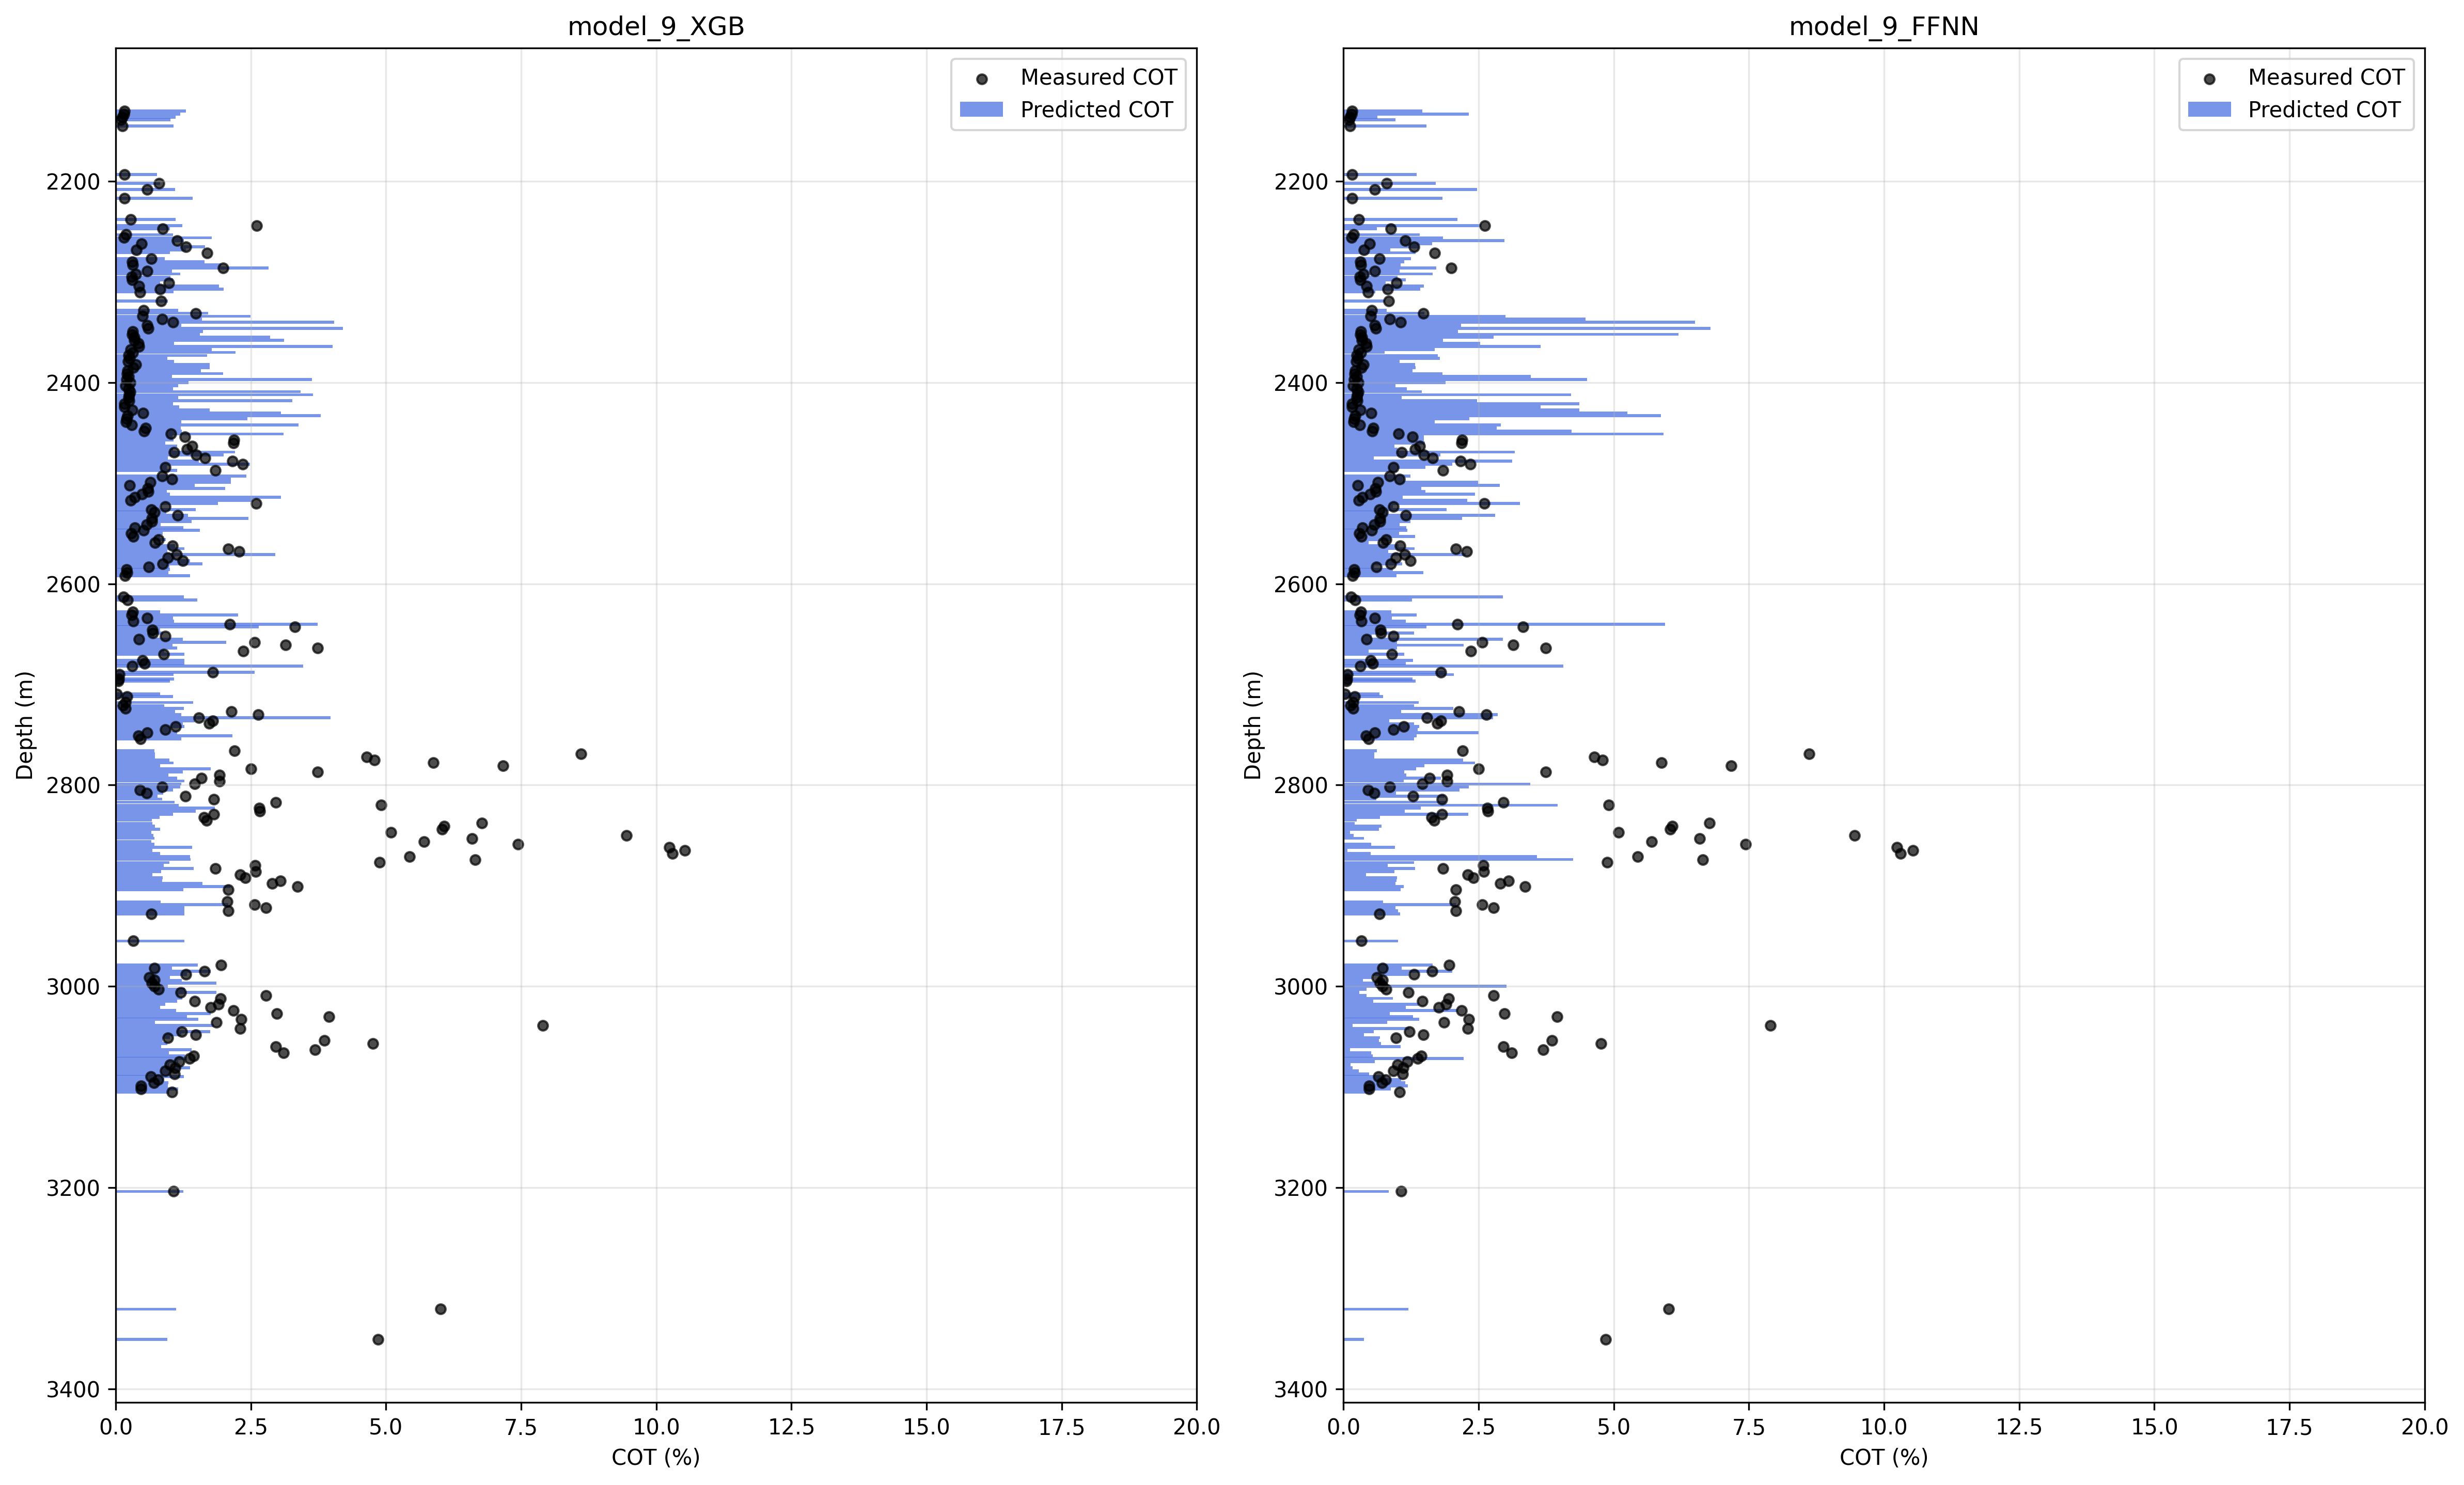 model_9_XGB
Measured COT
Predicted COT
Depth (m)
2200
2400
2600
2800
3000
3200
3400
0.0 2.5 5.0 7.5 10.0 12.5 15.0 17.5 20.0
COT (%)
model_9_FFNN
Measured COT
Predicted COT
Depth (m)
2200
2400
2600
2800
3000
3200
3400
0.0 2.5 5.0 7.5 10.0 12.5 15.0 17.5 20.0
COT (%)